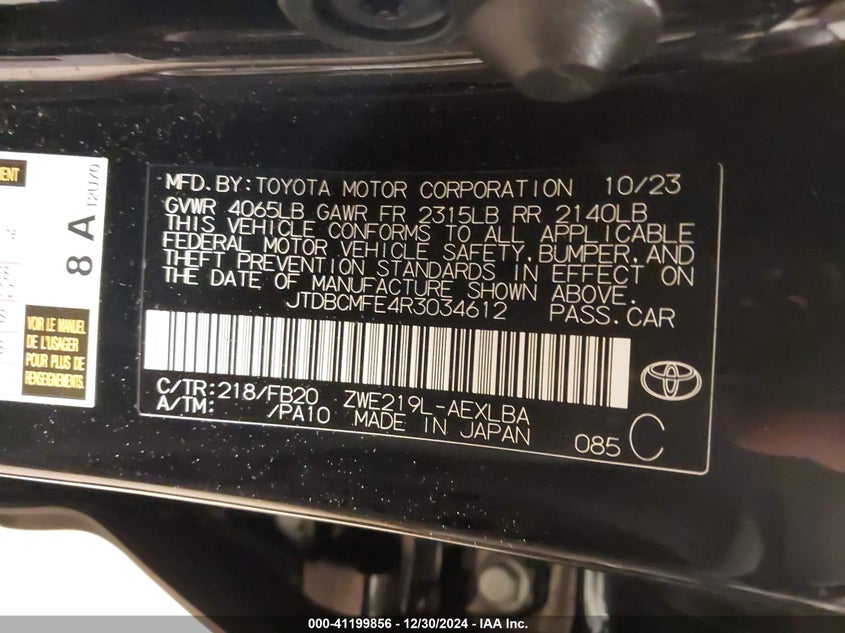 MFD.BY:TOYOTA MOTOR CORPORATION 10/23
GVWR 4065LB GAWR FR 2315LB RR 2140LB
THIS VEHICLE CONFORMS TO ALL APPLICABLE
FEDERAL MOTOR VEHICLE SAFETY,BUMPER,AND
THEFT PREVENTION STANDARDS IN EFFECT ON
THE DATE OF MANUFACTURE SHOWN ABOVE.
JTDBCMFE4R3034612 PASS.CAR
C/TR:218/FB20 ZWE219L-AEXLBA
A/TM: /PA10 MADE IN JAPAN
085 C
8 A
12U70
VOIR LE MANUEL
DE L'USAGER
POUR PLUS DE
RENSEIGNEMENTS.
000-41199856 - 12/30/2024 - IAA Inc.